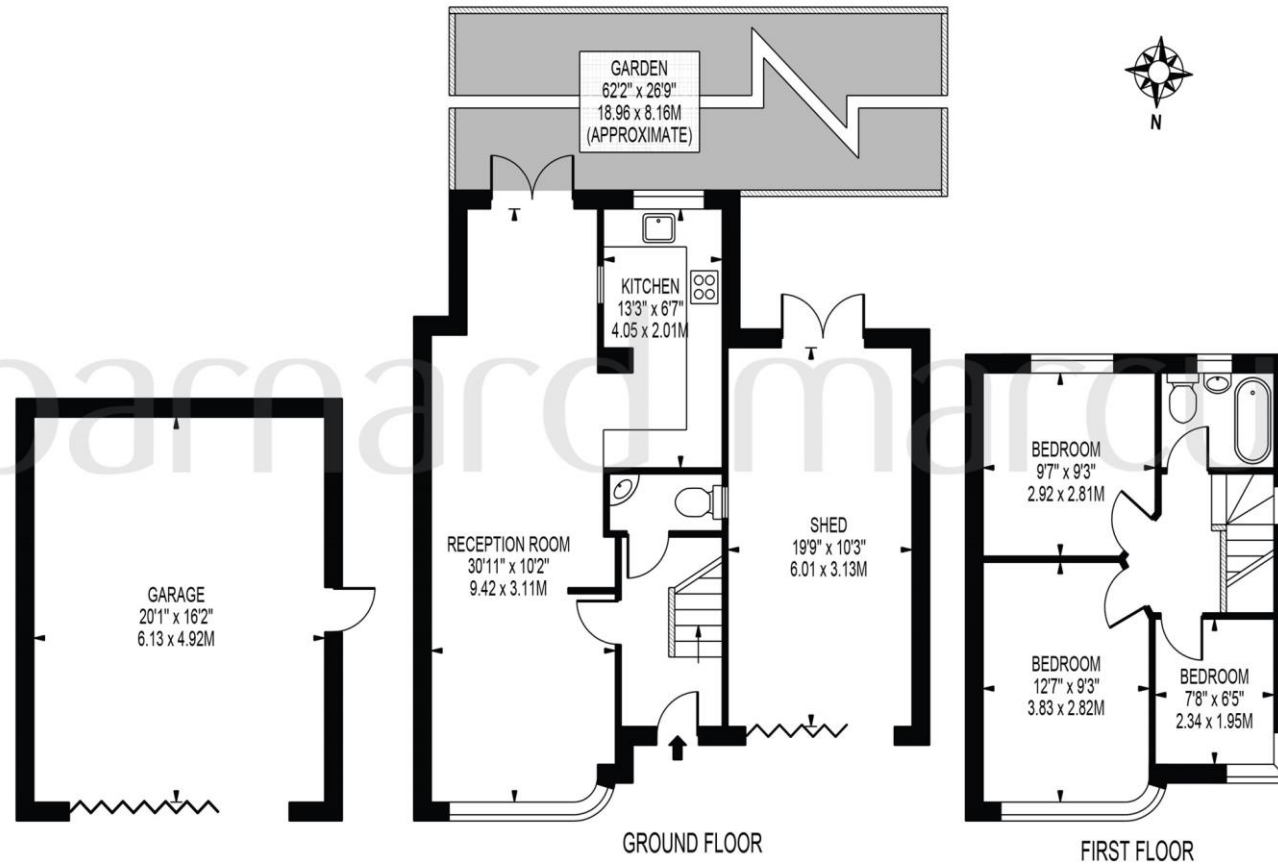 GARDEN
62'2" x 26'9"
18.96 x 8.16M
(APPROXIMATE)
N
KITCHEN
13'3" x 6'7"
4.05 x 2.01M
barnard marcu
BEDROOM
9'7" x 9'3"
2.92 x 2.81M
SHED
19'9" x 10'3"
6.01 x 3.13M
RECEPTION ROOM
30'11" x 10'2"
9.42 x 3.11M
GARAGE
20'1" x 16'2"
6.13 x 4.92M
BEDROOM
12'7" x 9'3"
3.83 x 2.82M
BEDROOM
7'8" x 6'5"
2.34 x 1.95M
GROUND FLOOR
FIRST FLOOR